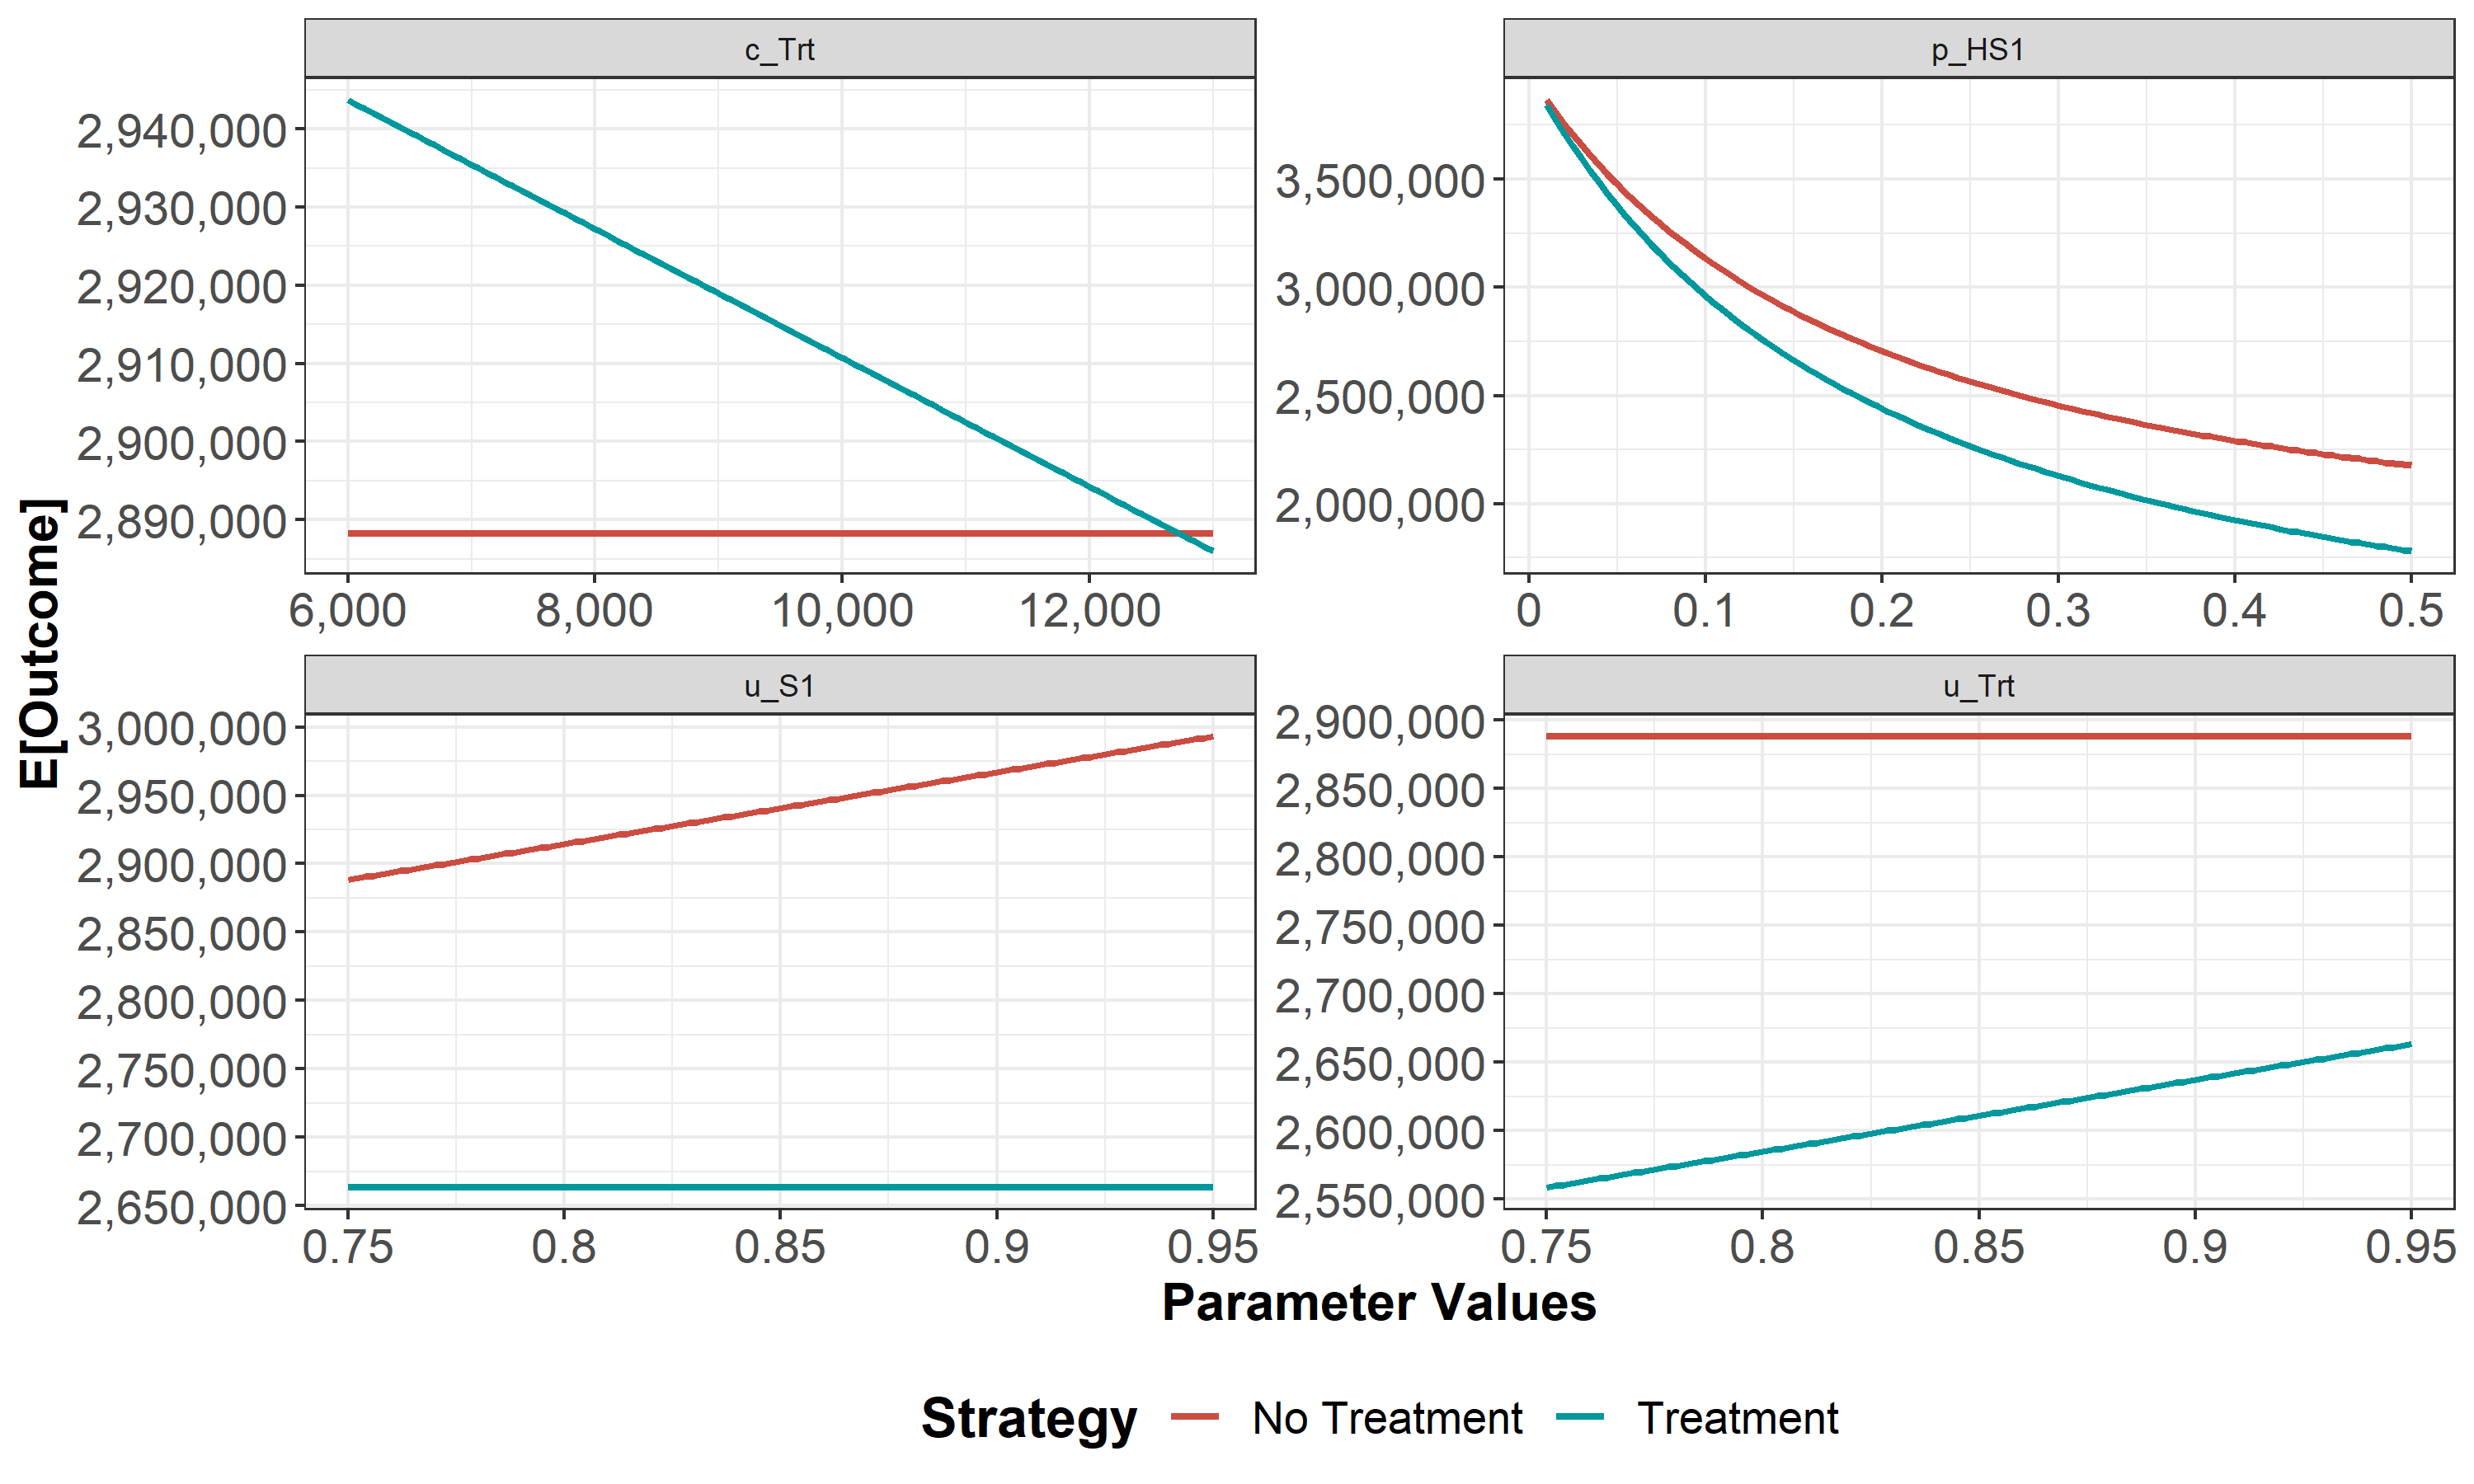 c_Trt
2,940,000
2,930,000
2,920,000
2,910,000
2,900,000
2,890,000
6,000 8,000 10,000 12,000
p_HS1
3,500,000
3,000,000
2,500,000
2,000,000
0 0.1 0.2 0.3 0.4 0.5
E[Outcome]
u_S1
3,000,000
2,950,000
2,900,000
2,850,000
2,800,000
2,750,000
2,700,000
2,650,000
0.75 0.8 0.85 0.9 0.95
u_Trt
2,900,000
2,850,000
2,800,000
2,750,000
2,700,000
2,650,000
2,600,000
2,550,000
0.75 0.8 0.85 0.9 0.95
Parameter Values
Strategy No Treatment Treatment